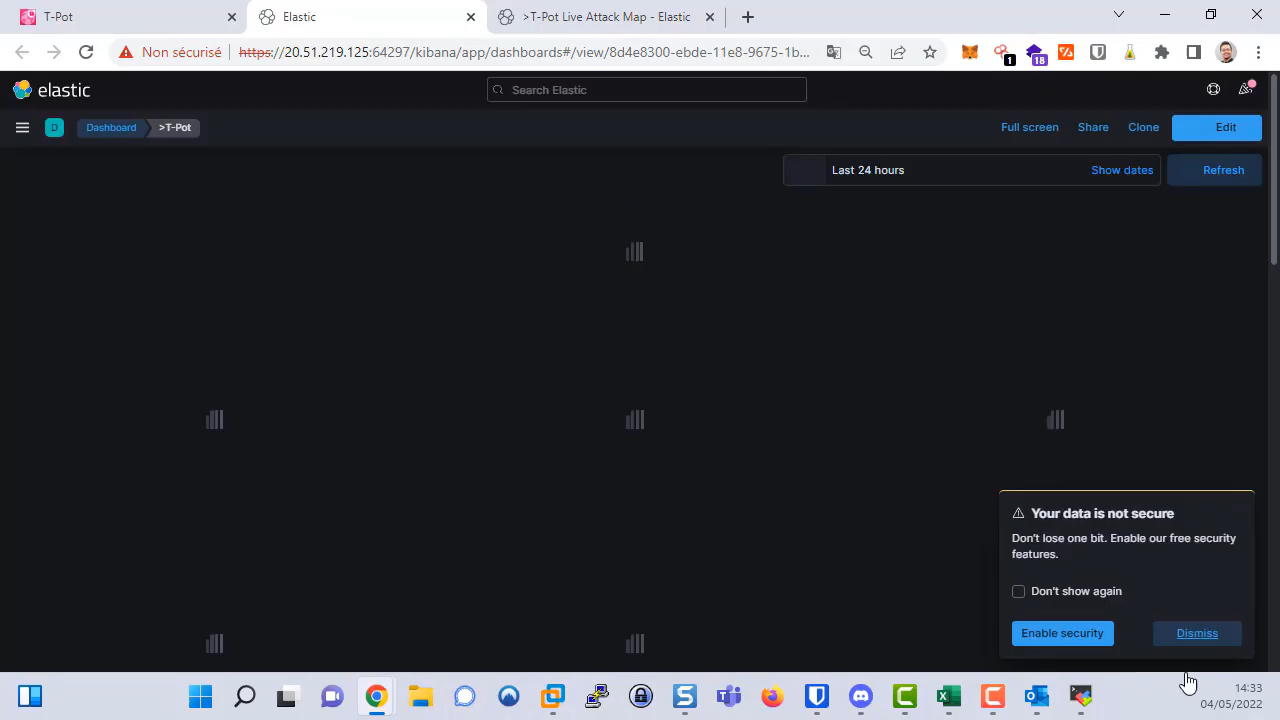 T-Pot
Elastic
>T-Pot Live Attack Map - Elastic
Non sécurisé
https://20.51.219.125:64297/kibana/app/dashboards#/view/8d4e8300-ebde-11e8-9675-1b...
1
18
elastic
Search Elastic
D
Dashboard
>T-Pot
Full screen
Share
Clone
Edit
Last 24 hours
Show dates
Refresh
Your data is not secure
Don't lose one bit. Enable our free security
features.
Don't show again
Enable security
Dismiss
14:33
04/05/2022